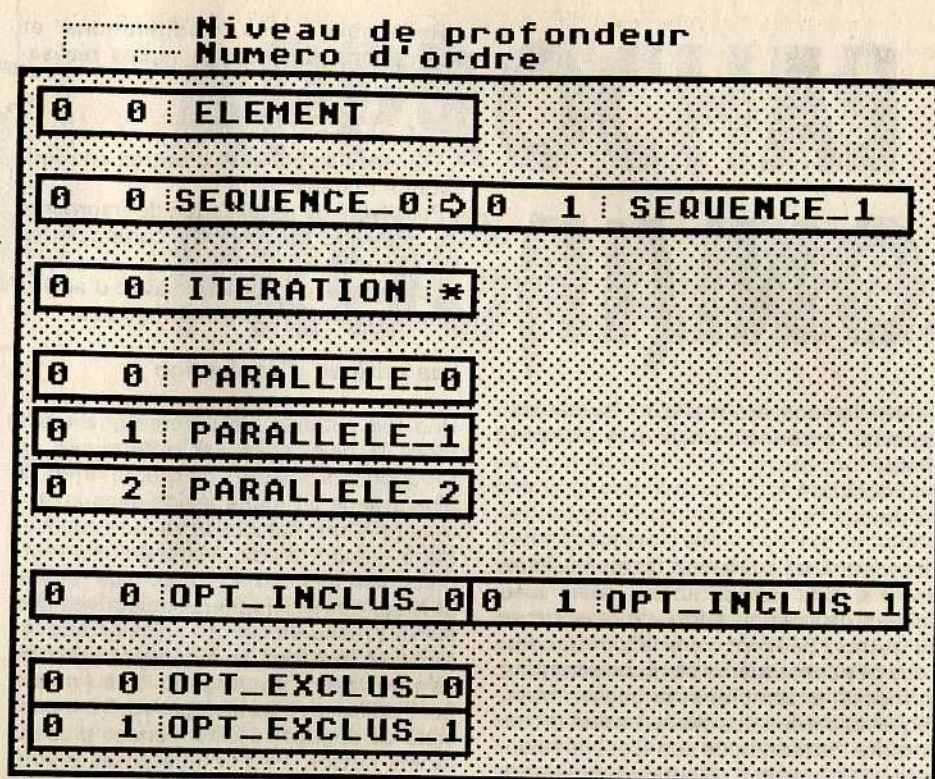 Niveau de profondeur
Numero d'ordre
0 0 ELEMENT
0 0 SEQUENCE_0 ⇨ 0 1 SEQUENCE_1
0 0 ITERATION *
0 0 PARALLELE_0
0 1 PARALLELE_1
0 2 PARALLELE_2
0 0 OPT_INCLUS_0 0 1 OPT_INCLUS_1
0 0 OPT_EXCLUS_0
0 1 OPT_EXCLUS_1